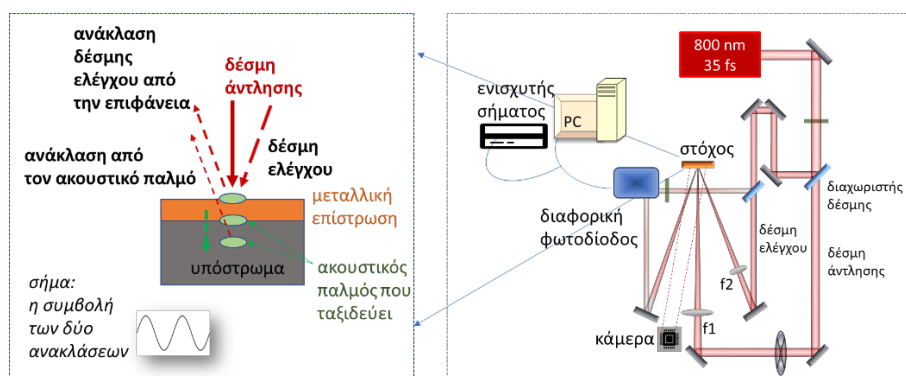 ανάκλαση
δέσμης
ελέγχου από
την επιφάνεια
δέσμη
άντλησης
ανάκλαση από
τον ακουστικό παλμό
δέσμη
ελέγχου
μεταλλική
επίστρωση
υπόστρωμα
ακουστικός
παλμός που
ταξιδεύει
σήμα:
η συμβολή
των δύο
ανακλάσεων
800 nm
35 fs
ενισχυτής
σήματος
PC
στόχος
διαφορική
φωτοδίοδος
διαχωριστής
δέσμης
δέσμη
ελέγχου
δέσμη
άντλησης
f2
f1
κάμερα